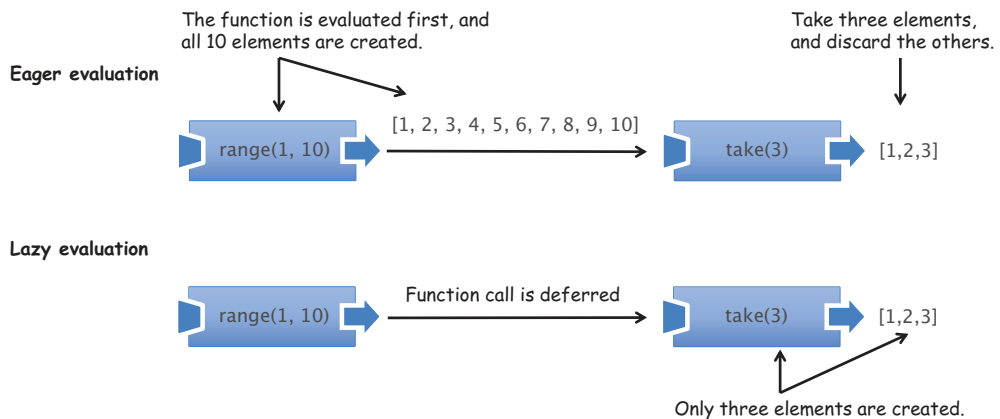 The function is evaluated first, and
all 10 elements are created.
Take three elements,
and discard the others.
Eager evaluation
[1, 2, 3, 4, 5, 6, 7, 8, 9, 10]
range(1, 10)
take(3)
[1,2,3]
Lazy evaluation
range(1, 10)
Function call is deferred
take(3)
[1,2,3]
Only three elements are created.